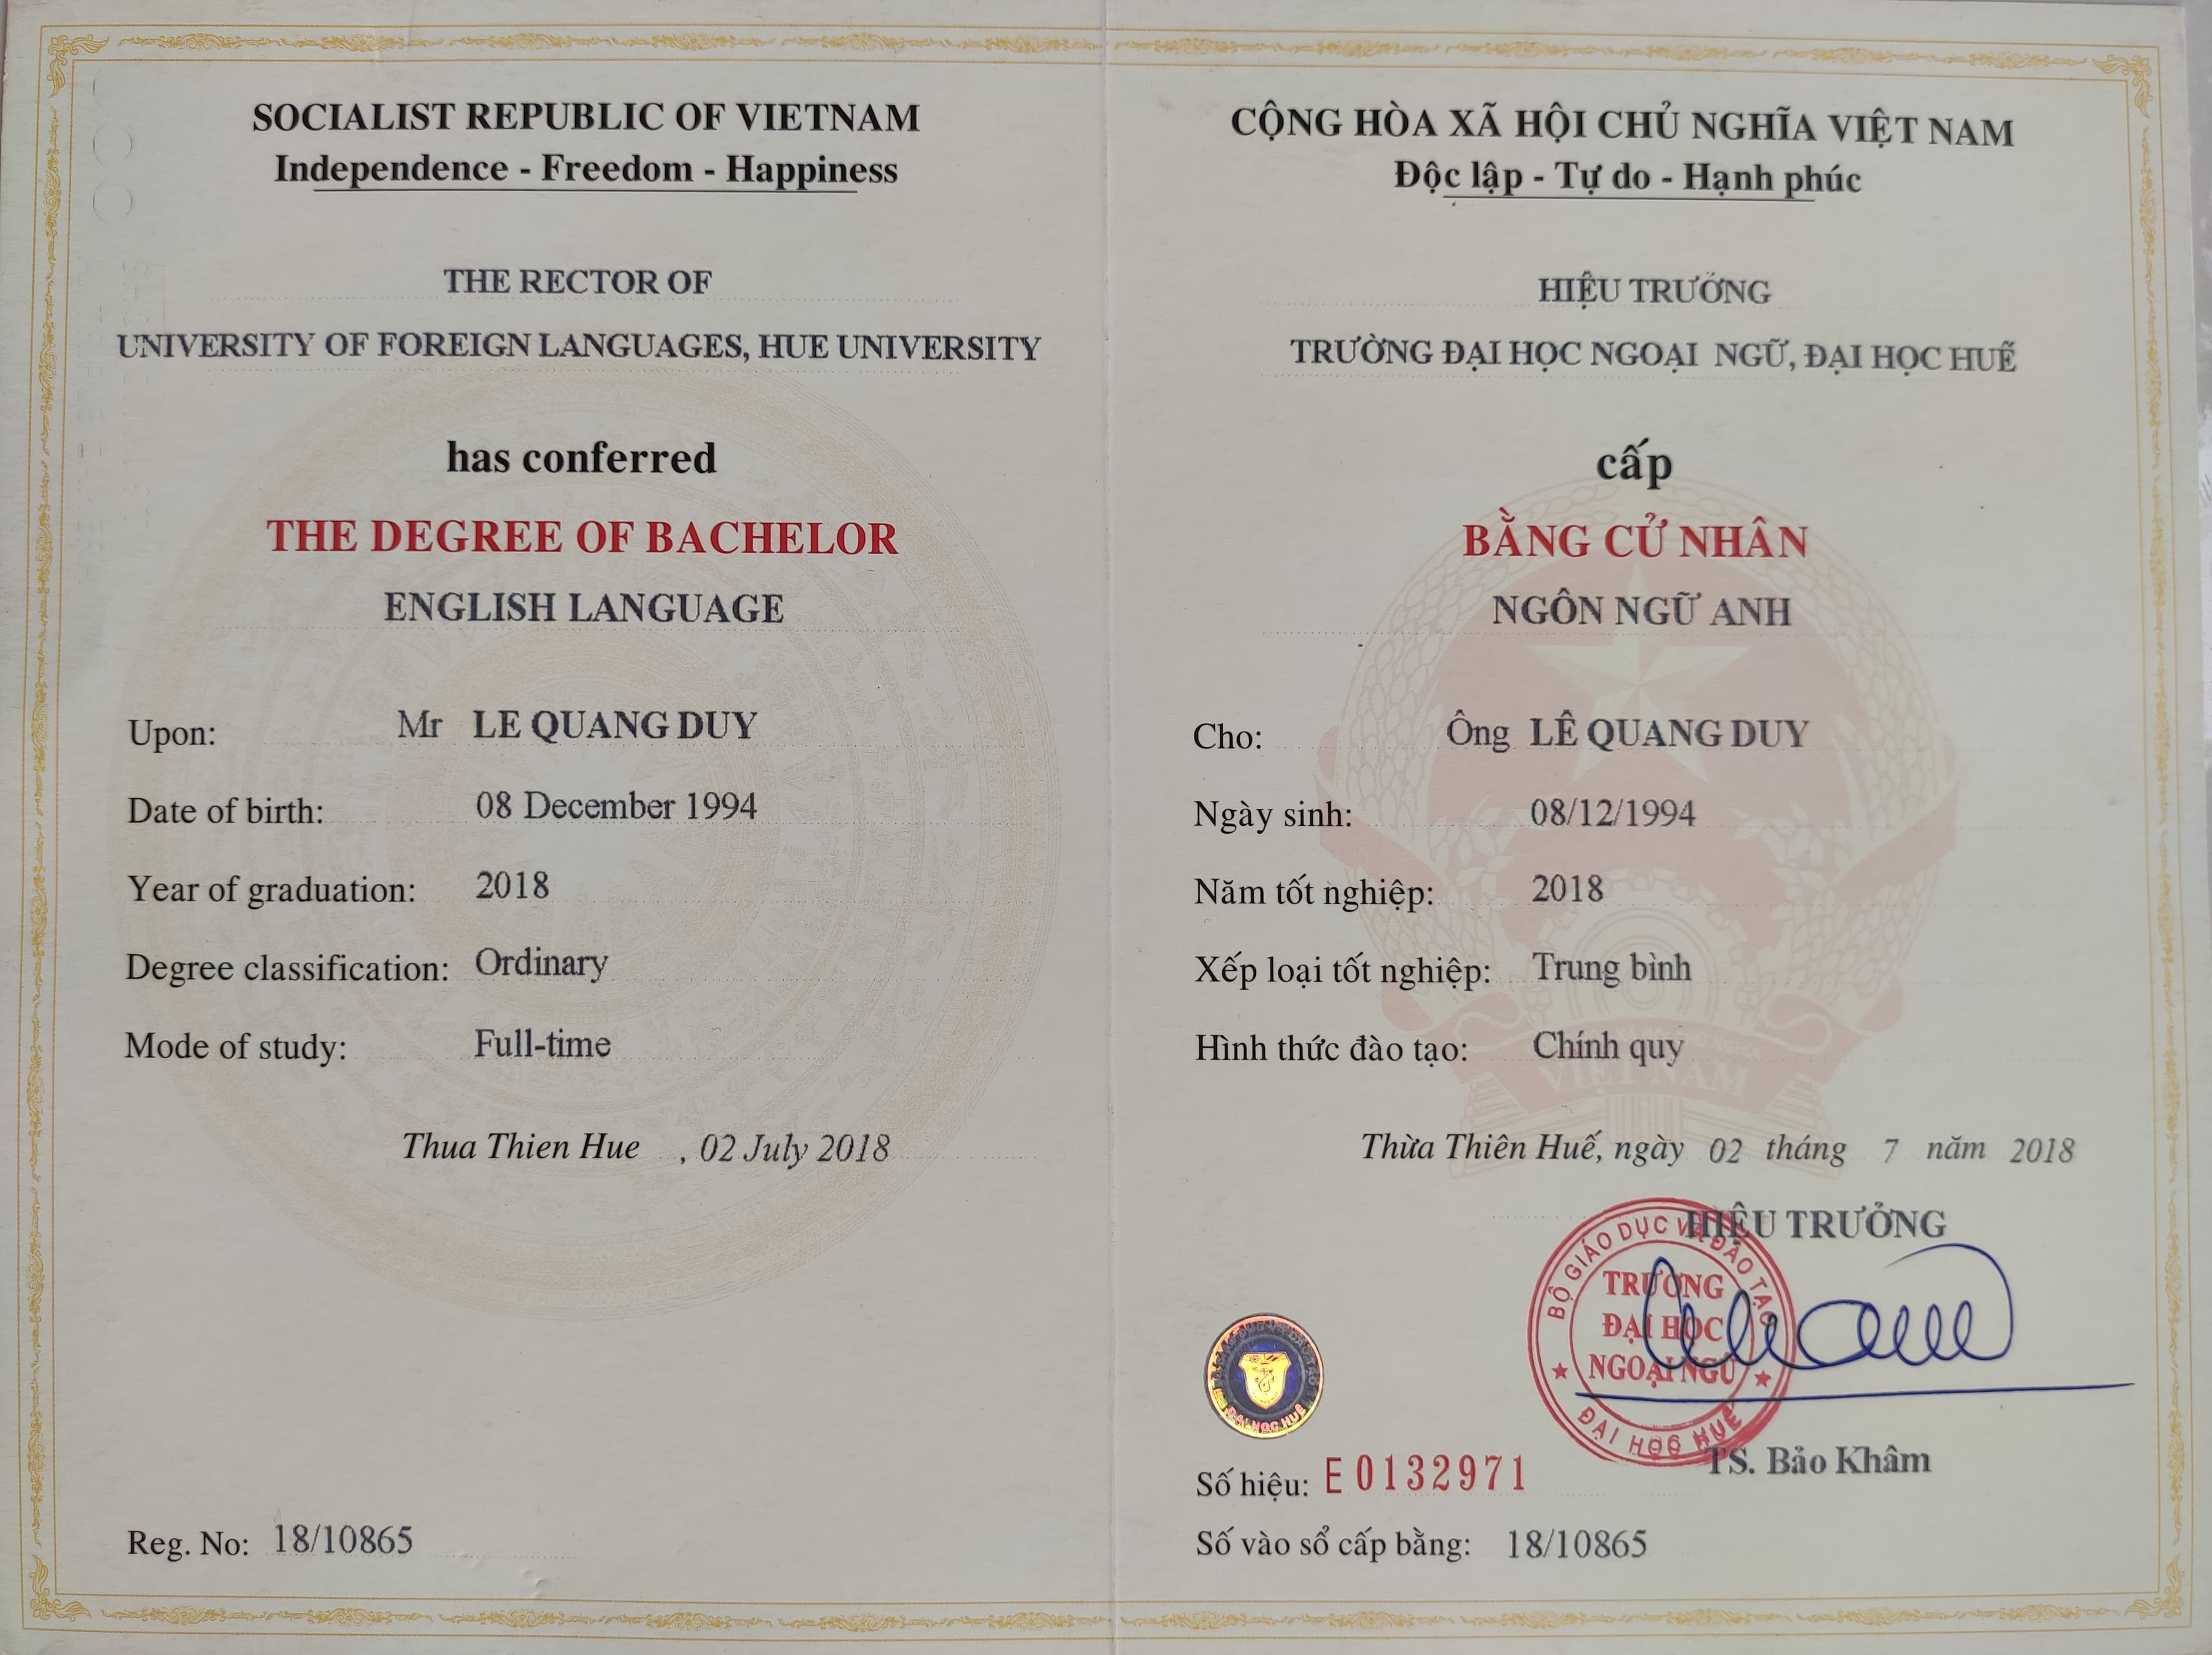 SOCIALIST REPUBLIC OF VIETNAM
Independence - Freedom - Happiness
THE RECTOR OF
UNIVERSITY OF FOREIGN LANGUAGES, HUE UNIVERSITY
has conferred
THE DEGREE OF BACHELOR
ENGLISH LANGUAGE
Upon: Mr LE QUANG DUY
Date of birth: 08 December 1994
Year of graduation: 2018
Degree classification: Ordinary
Mode of study: Full-time
Thua Thien Hue , 02 July 2018
Reg. No: 18/10865
CỘNG HÒA XÃ HỘI CHỦ NGHĨA VIỆT NAM
Độc lập - Tự do - Hạnh phúc
HIỆU TRƯỞNG
TRƯỜNG ĐẠI HỌC NGOẠI NGỮ, ĐẠI HỌC HUẾ
cấp
BẰNG CỬ NHÂN
NGÔN NGỮ ANH
Cho: Ông LÊ QUANG DUY
Ngày sinh: 08/12/1994
Năm tốt nghiệp: 2018
Xếp loại tốt nghiệp: Trung bình
Hình thức đào tạo: Chính quy
VIỆT NAM
Thừa Thiên Huế, ngày 02 tháng 7 năm 2018
HIỆU TRƯỞNG
BỘ GIÁO DỤC VÀ ĐÀO TẠO
TRƯỜNG
ĐẠI HỌC
NGOẠI NGỮ
ĐẠI HỌC HUẾ
ĐẠI HỌC HUẾ
TS. Bảo Khâm
Số hiệu: E 0132971
Số vào sổ cấp bằng: 18/10865